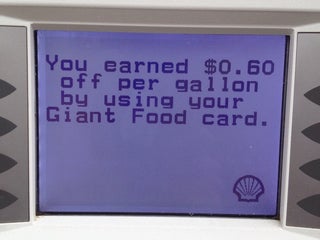 You earned $0.60
off per gallon
by using your
Giant Food card.